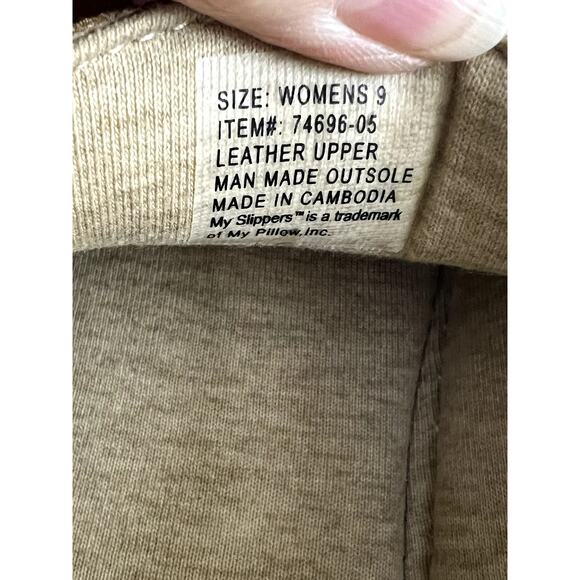 SIZE: WOMENS 9
ITEM#: 74696-05
LEATHER UPPER
MAN MADE OUTSOLE
MADE IN CAMBODIA
My Slippers™ is a trademark
of My Pillow, Inc.